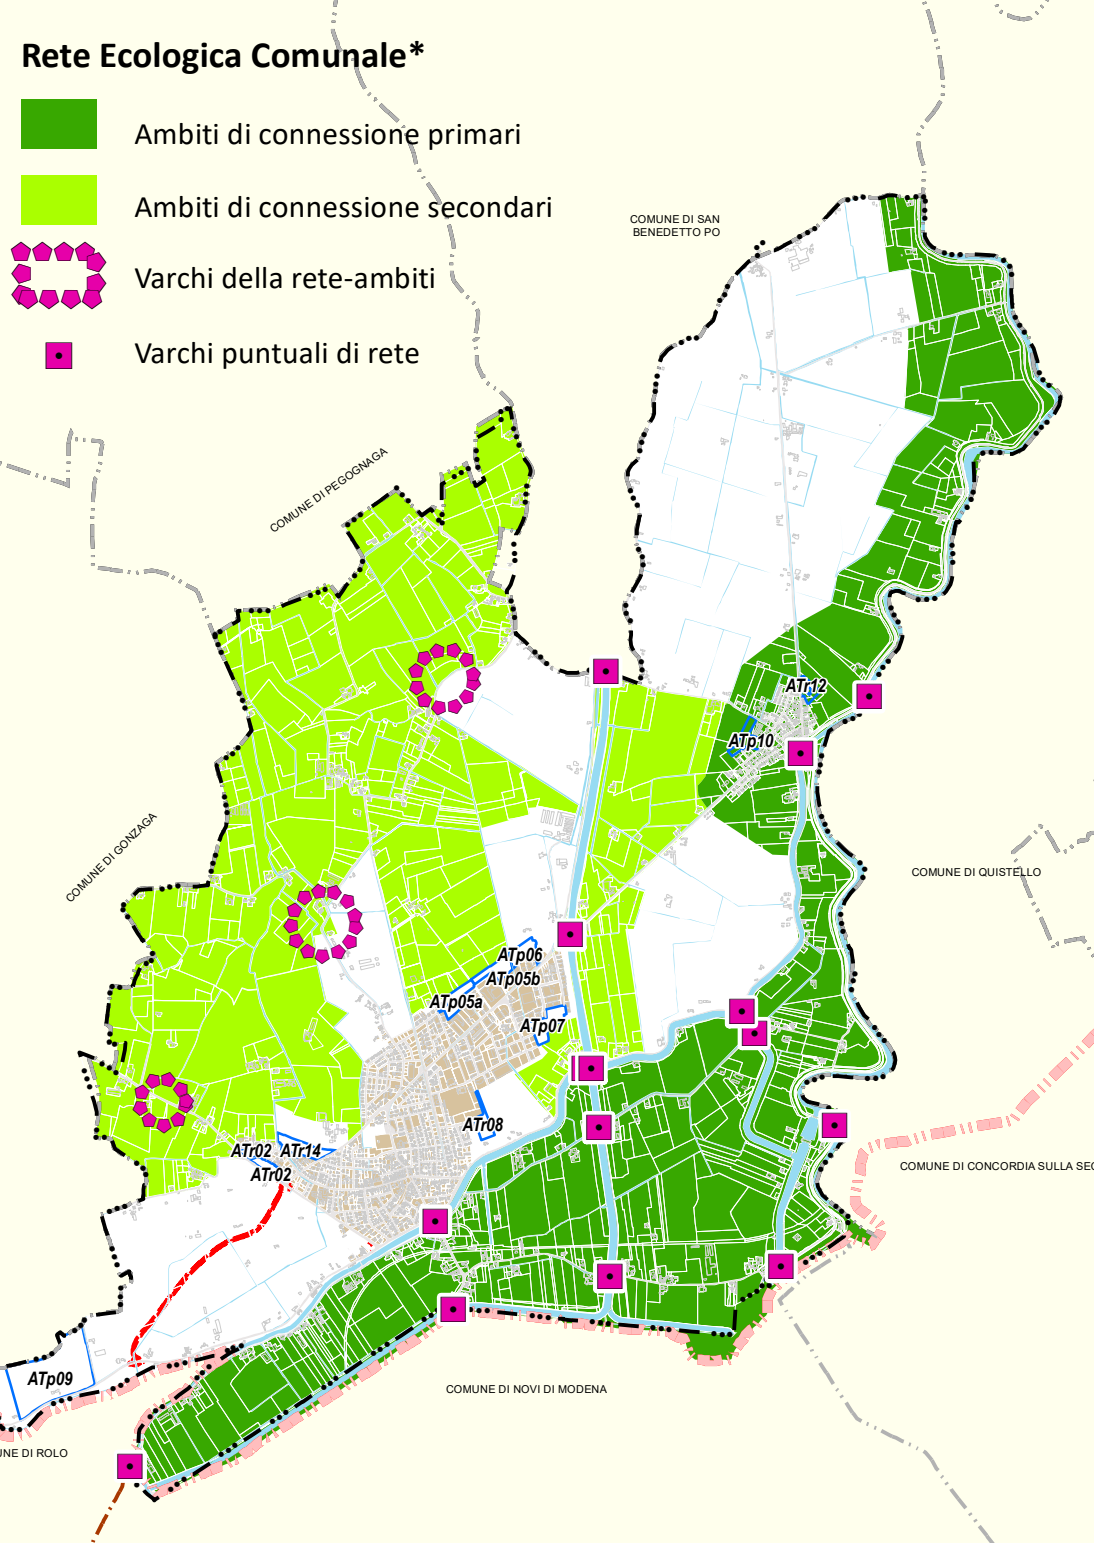 Rete Ecologica Comunale*
Ambiti di connessione primari
Ambiti di connessione secondari
Varchi della rete-ambiti
Varchi puntuali di rete
COMUNE DI SAN
BENEDETTO PO
COMUNE DI PEGOGNAGA
ATr12
ATp10
COMUNE DI GONZAGA
COMUNE DI QUISTELLO
ATp06
ATp05b
ATp05a
ATp07
ATr08
ATr02
ATr14
ATr02
COMUNE DI CONCORDIA SULLA SEC
ATp09
COMUNE DI NOVI DI MODENA
UNE DI ROLO